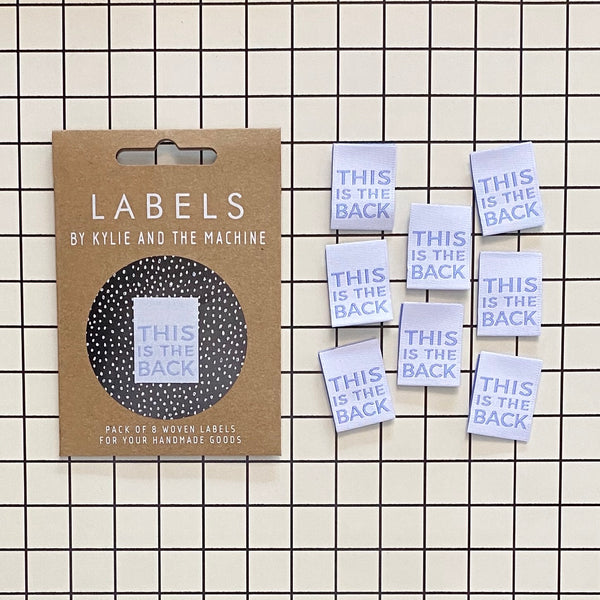 LABELS
BY KYLIE AND THE MACHINE
THIS
IS THE
BACK
PACK OF 8 WOVEN LABELS
FOR YOUR HANDMADE GOODS
THIS
IS THE
BACK
THIS
IS THE
BACK
THIS
IS THE
BACK
THIS
IS THE
BACK
THIS
IS THE
BACK
THIS
IS THE
BACK
THIS
IS THE
BACK
THIS
IS THE
BACK